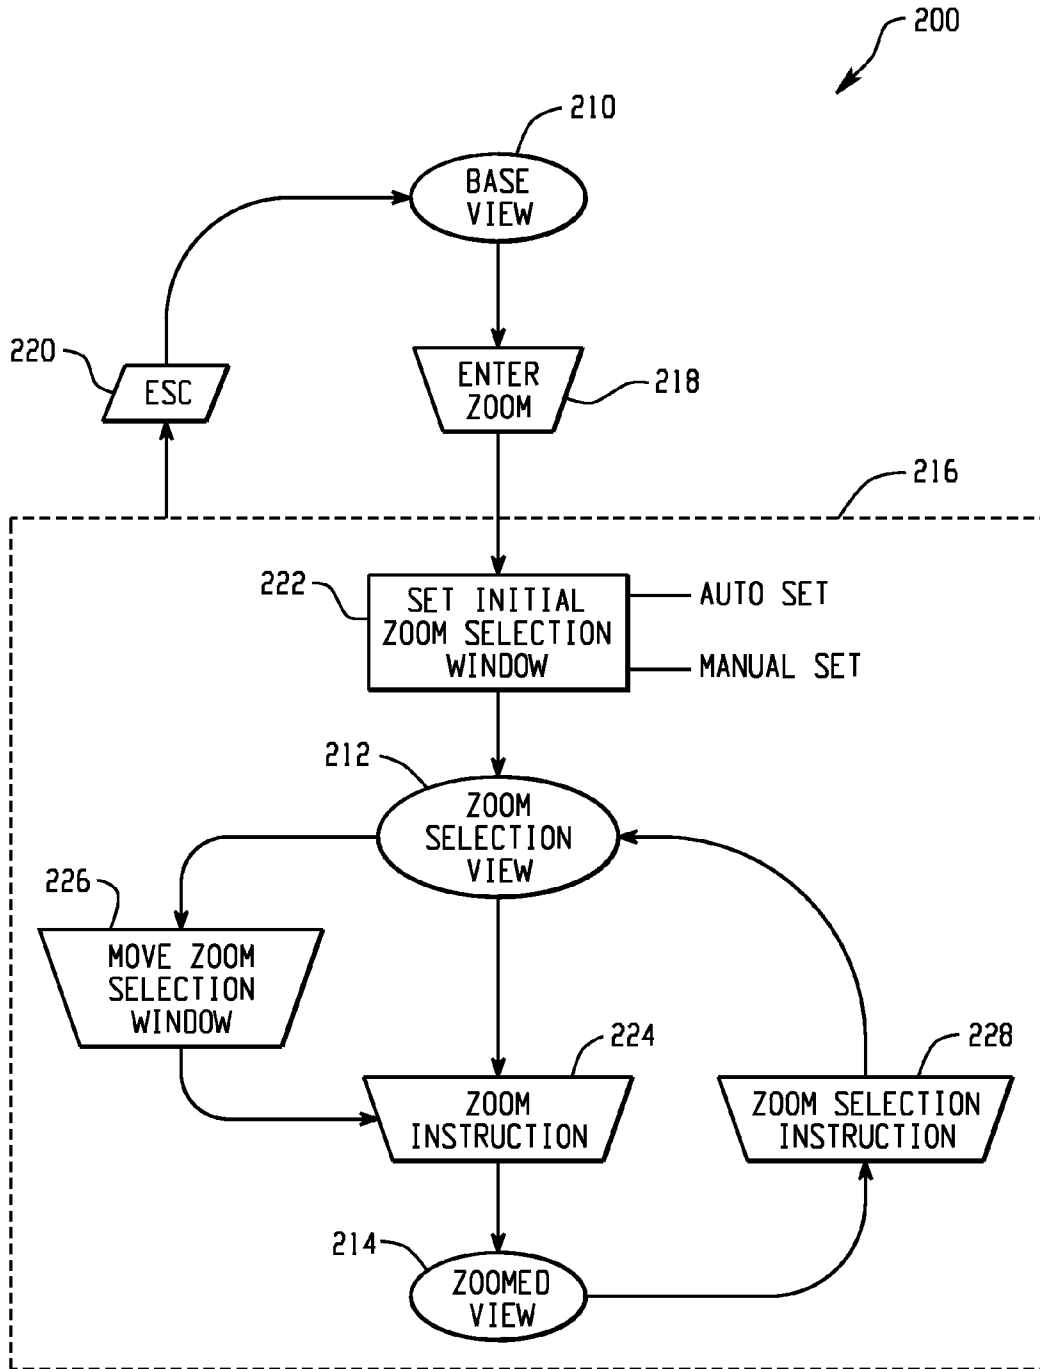 200
210
BASE
VIEW
220
ESC
ENTER
ZOOM
218
216
222
SET INITIAL
ZOOM SELECTION
WINDOW
AUTO SET
MANUAL SET
212
ZOOM
SELECTION
VIEW
226
MOVE ZOOM
SELECTION
WINDOW
224
ZOOM
INSTRUCTION
228
ZOOM SELECTION
INSTRUCTION
214
ZOOMED
VIEW